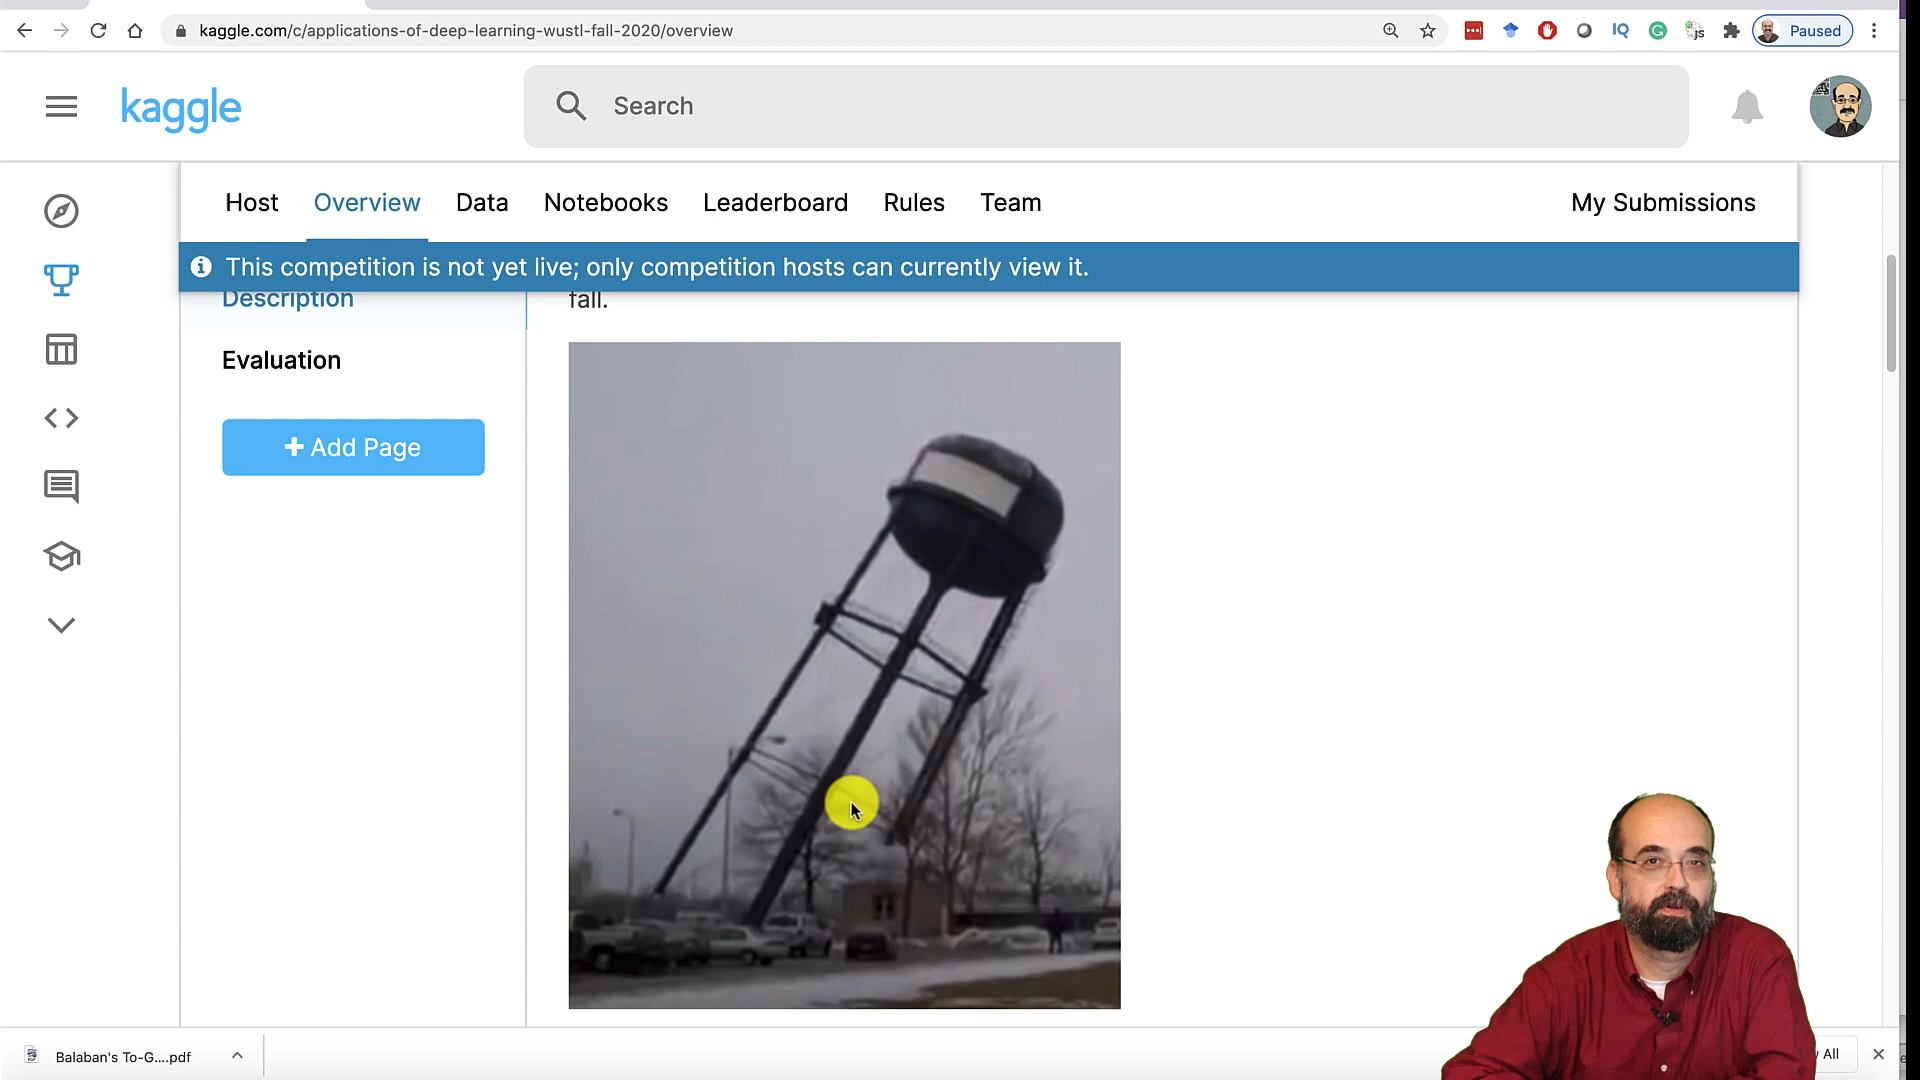 kaggle.com/c/applications-of-deep-learning-wustl-fall-2020/overview
IQ
js
Paused
kaggle
Search
Host Overview Data Notebooks Leaderboard Rules Team My Submissions
This competition is not yet live; only competition hosts can currently view it.
Description
fall.
Evaluation
+ Add Page
Balaban's To-G....pdf
All